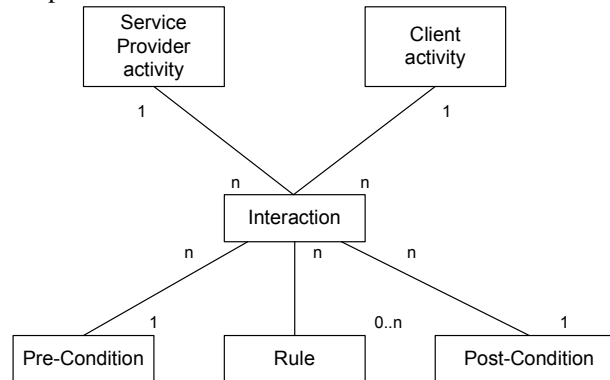 Service
Provider
activity
Client
activity
1
1
n
n
Interaction
n
n
n
1
0..n
1
Pre-Condition
Rule
Post-Condition